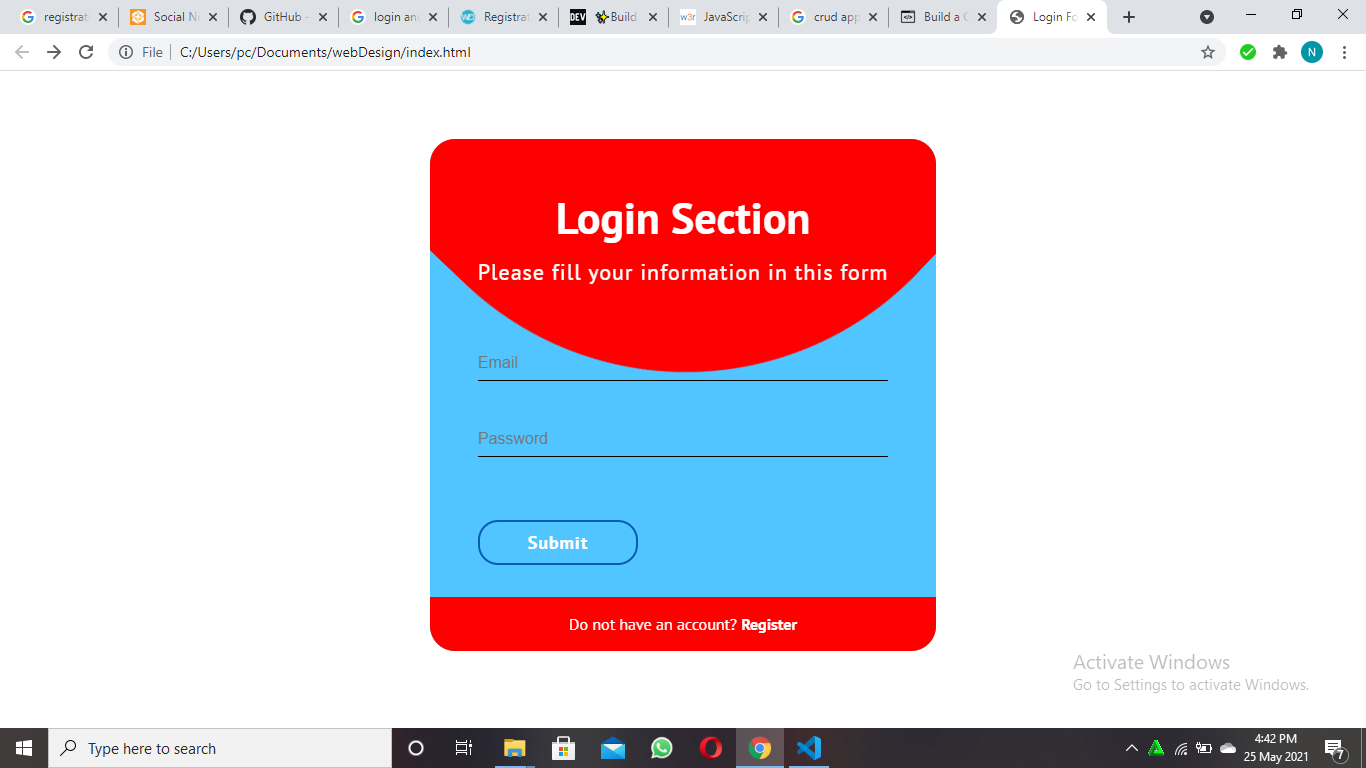 registrat
Social N
GitHub -
login an
Registrat
DEV
Build
w3r
JavaScrip
crud app
Build a
Login Fo
File
C:/Users/pc/Documents/webDesign/index.html
N
Login Section
Please fill your information in this form
Email
Password
Submit
Do not have an account? Register
Activate Windows
Go to Settings to activate Windows.
Type here to search
4:42 PM
25 May 2021
7